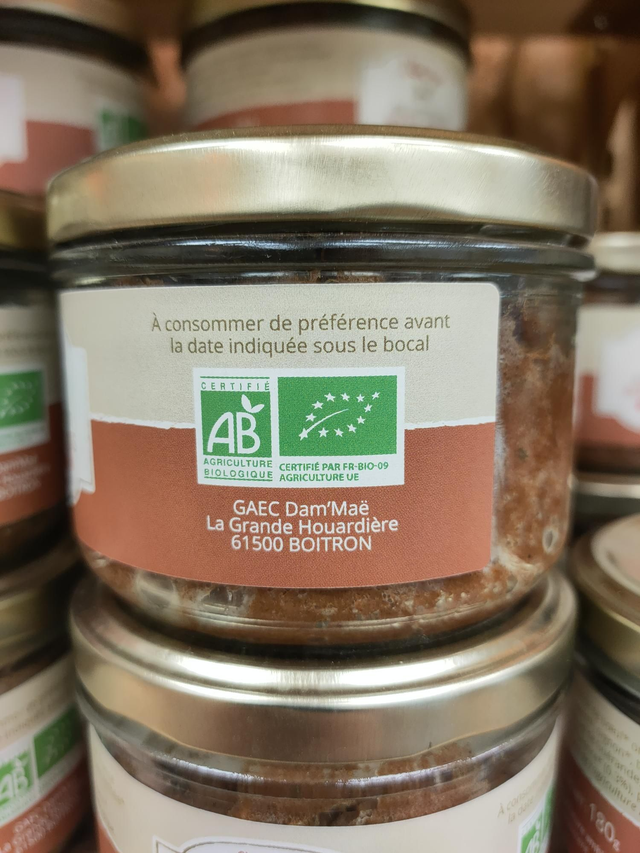 À consommer de préférence avant
la date indiquée sous le bocal
CERTIFIÉ
AB
AGRICULTURE
BIOLOGIQUE
CERTIFIÉ PAR FR-BIO-09
AGRICULTURE UE
GAEC Dam'Maë
La Grande Houardière
61500 BOITRON
180g